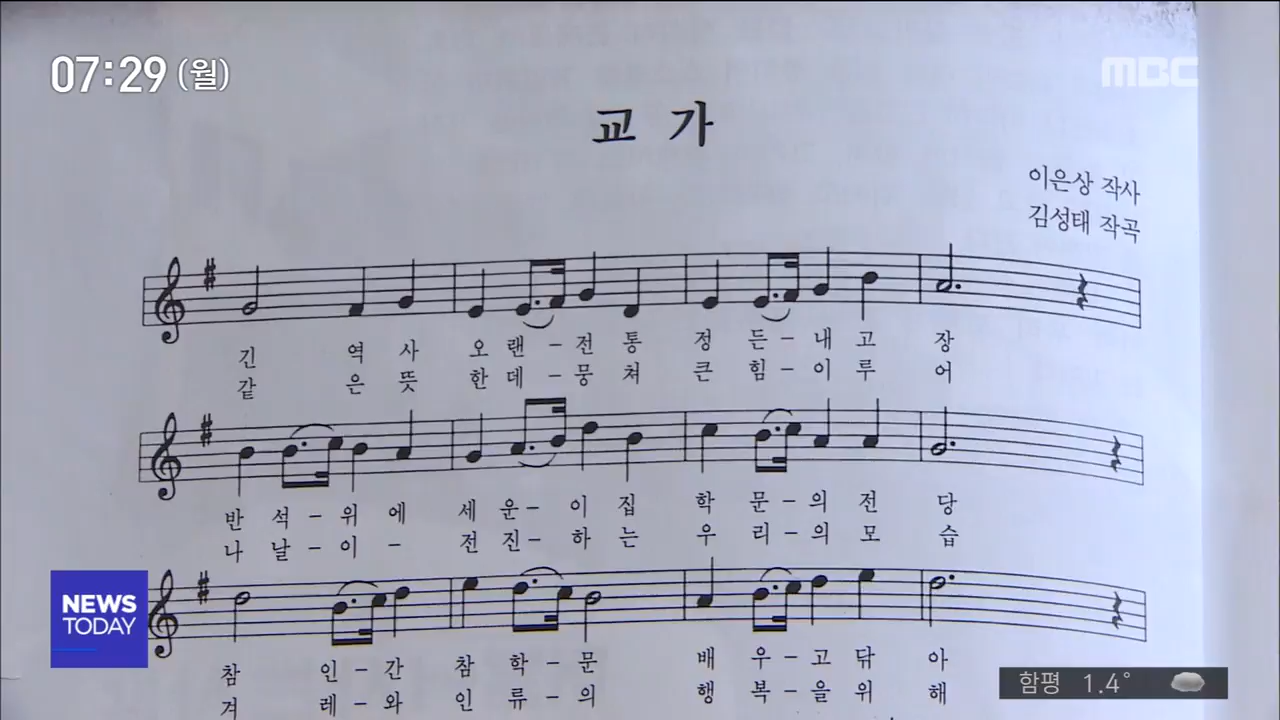 07:29 (월)
MBC
교 가
이은상 작사
김성태 작곡
긴 역 사 오 랜 - 전 통 정 든 - 내 고 장
같 은 뜻 한 데 - 뭉 쳐 큰 힘 - 이 루 어
반 석 - 위 에 세 운 - 이 집 학 문 - 의 전 당
나 날 - 이 - 전 진 - 하 는 우 리 - 의 모 습
참 인 - 간 참 학 - 문 배 우 - 고 닦 아
겨 레 - 와 인 류 - 의 행 복 - 을 위 해
NEWS
TODAY
함평 1.4°